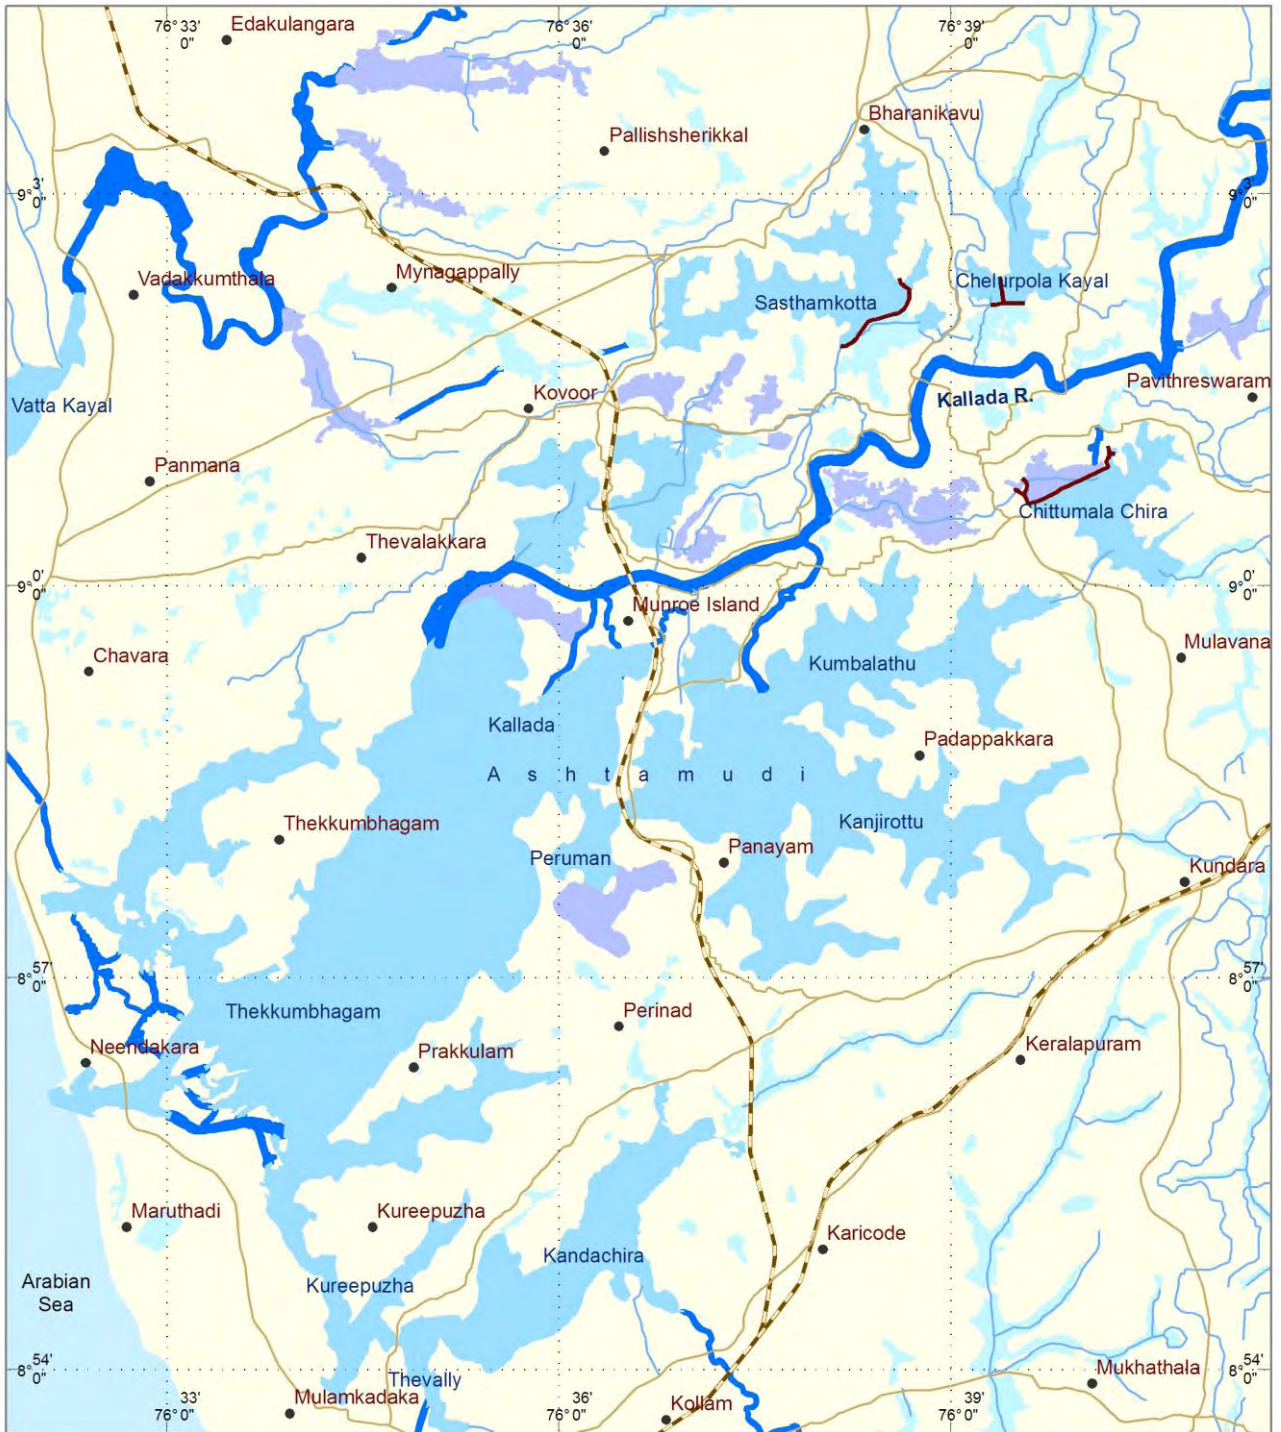 76° 33' 0"
76° 36' 0"
76° 39' 0"
Edakulangara
Bharanikavu
Pallishsherikkal
9° 3' 0"
9° 3' 0"
Mynagappally
Vadakkumthala
Chelurpola Kayal
Sasthamkotta
Pavithreswaram
Kovoor
Kallada R.
Vatta Kayal
Panmana
Chittumala Chira
Thevalakkara
9° 0' 0"
9° 0' 0"
Munroe Island
Mulavana
Chavara
Kumbalathu
Kallada
Padappakkara
Ashtamudi
Thekkumbhagam
Kanjirottu
Panayam
Peruman
Kundara
8° 57' 0"
8° 57' 0"
Thekkumbhagam
Perinad
Neendakara
Prakkulam
Keralapuram
Maruthadi
Kureepuzha
Karicode
Kandachira
Arabian
Sea
Kureepuzha
8° 54' 0"
8° 54' 0"
Mukhathala
Thevally
Mulamkadaka
Kollam
76° 33' 0"
76° 36' 0"
76° 39' 0"